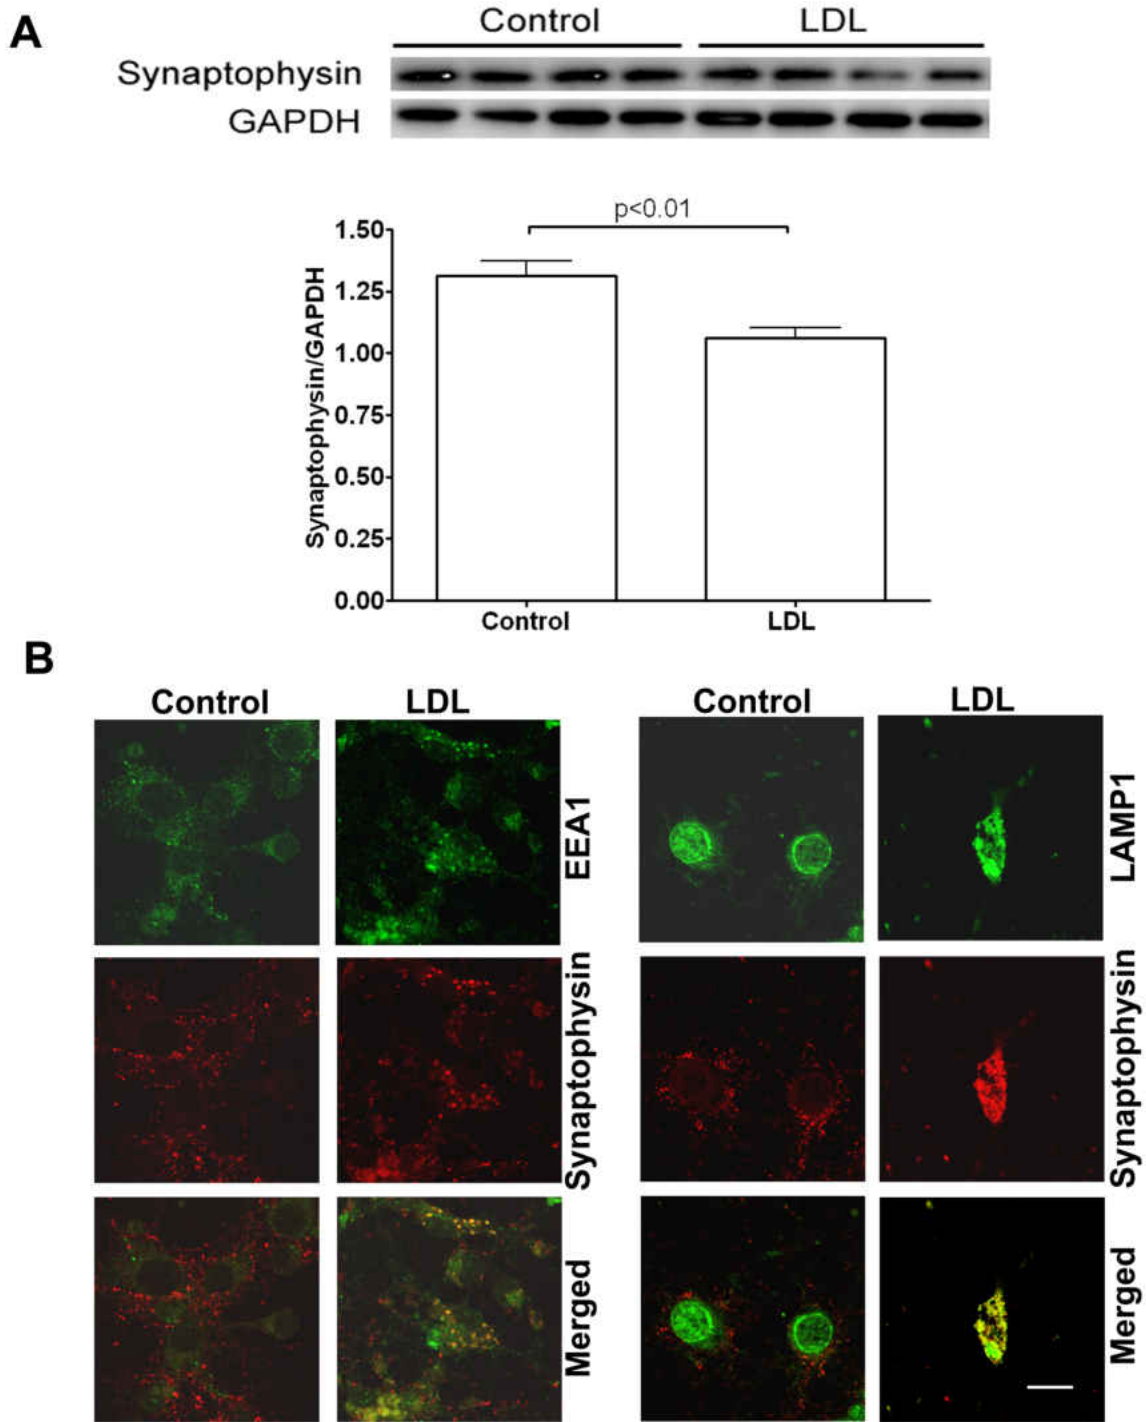 A
Control LDL
Synaptophysin
GAPDH
p<0.01
1.50
1.25
1.00
0.75
0.50
0.25
0.00
Synaptophysin/GAPDH
Control LDL
B
Control LDL Control LDL
EEA1 LAMP1
Synaptophysin Synaptophysin
Merged Merged